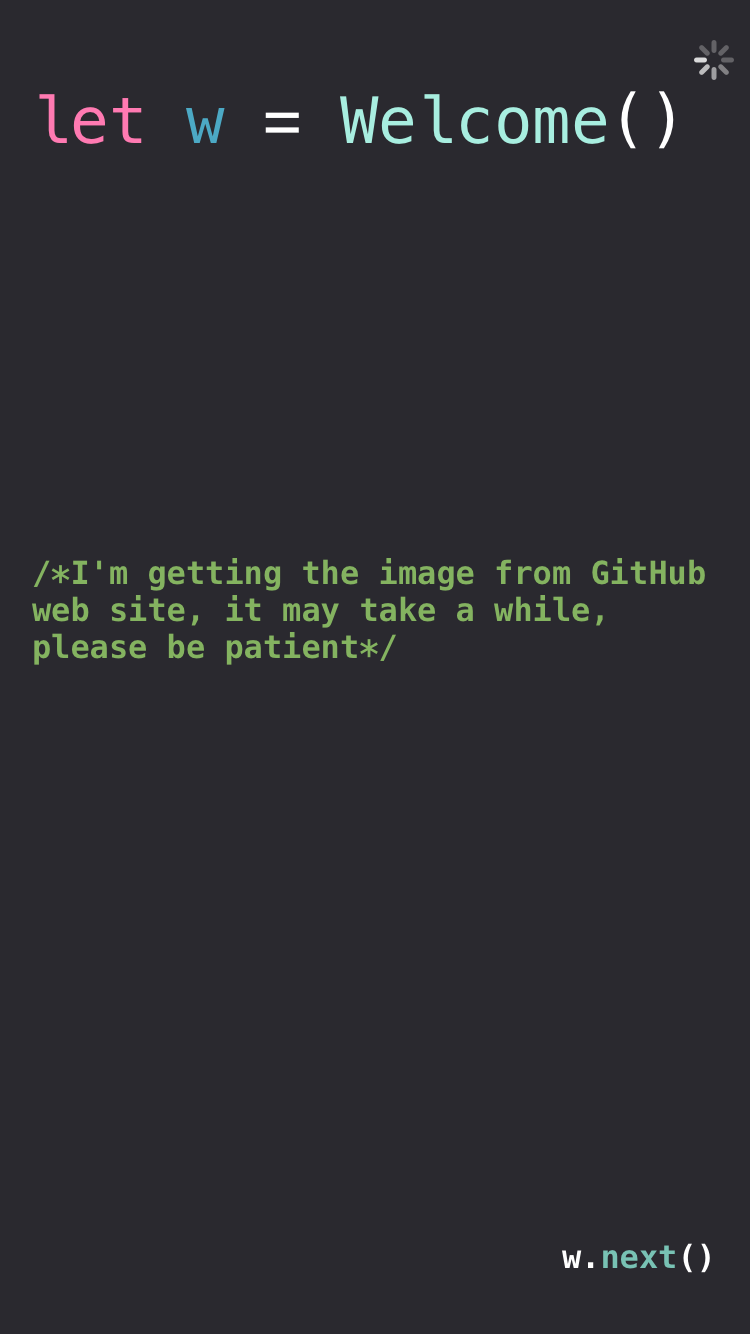 let w = Welcome()
/*I'm getting the image from GitHub
web site, it may take a while,
please be patient*/
w.next()